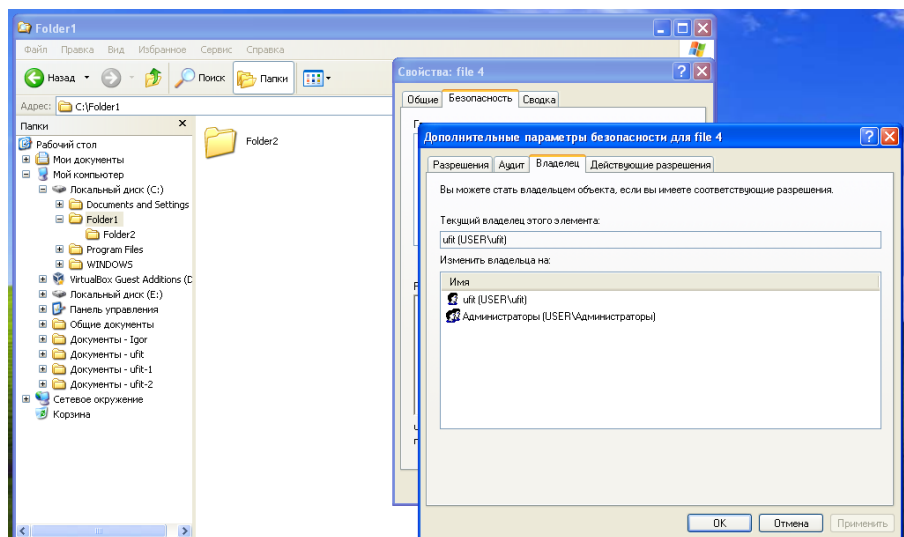 Folder1
Файл Правка Вид Избранное Сервис Справка
Назад Поиск Папки
Адрес: C:\Folder1
Папки
Рабочий стол
Мои документы
Мой компьютер
Локальный диск (C:)
Documents and Settings
Folder1
Folder2
Program Files
WINDOWS
VirtualBox Guest Additions (D
Локальный диск (E:)
Панель управления
Общие документы
Документы - Igor
Документы - ufit
Документы - ufit-1
Документы - ufit-2
Сетевое окружение
Корзина
Folder2
Свойства: file 4
Общие Безопасность Сводка
Дополнительные параметры безопасности для file 4
Разрешения Аудит Владелец Действующие разрешения
Вы можете стать владельцем объекта, если вы имеете соответствующие разрешения.
Текущий владелец этого элемента:
ufit (USER\ufit)
Изменить владельца на:
Имя
ufit (USER\ufit)
Администраторы (USER\Администраторы)
OK Отмена Применить